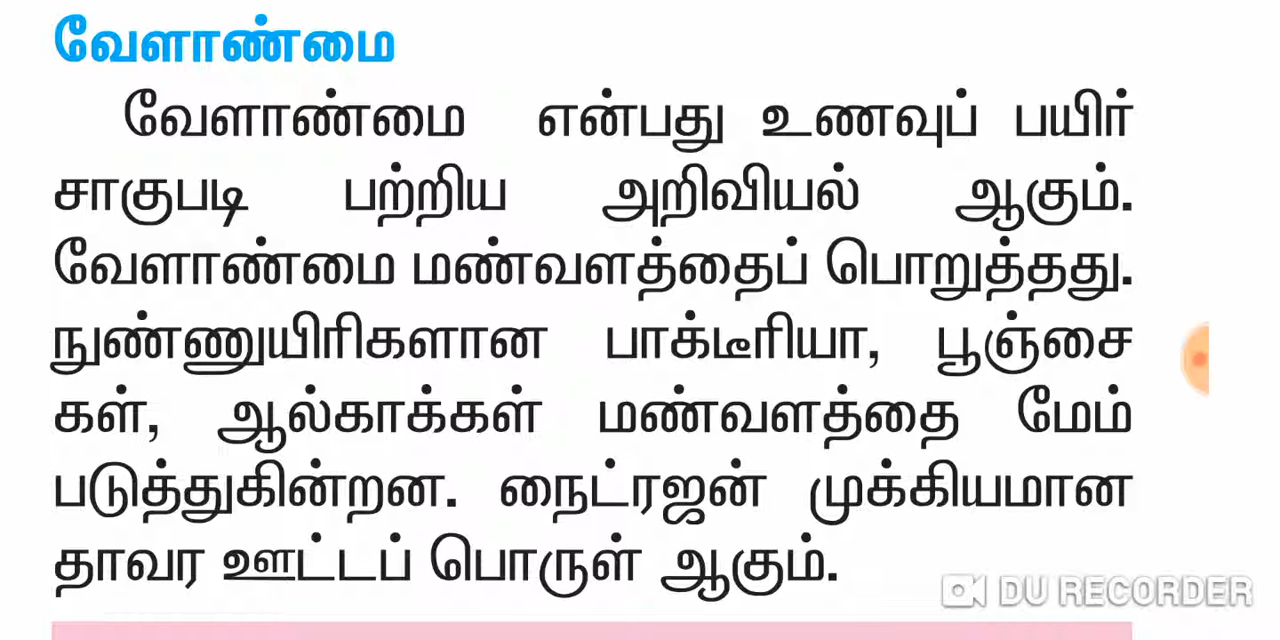 வேளாண்மை
வேளாண்மை என்பது உணவுப் பயிர்
சாகுபடி பற்றிய அறிவியல் ஆகும்.
வேளாண்மை மண்வளத்தைப் பொறுத்தது.
நுண்ணுயிரிகளான பாக்டீரியா, பூஞ்சை
கள், ஆல்காக்கள் மண்வளத்தை மேம்
படுத்துகின்றன. நைட்ரஜன் முக்கியமான
தாவர ஊட்டப் பொருள் ஆகும்.
DU RECORDER